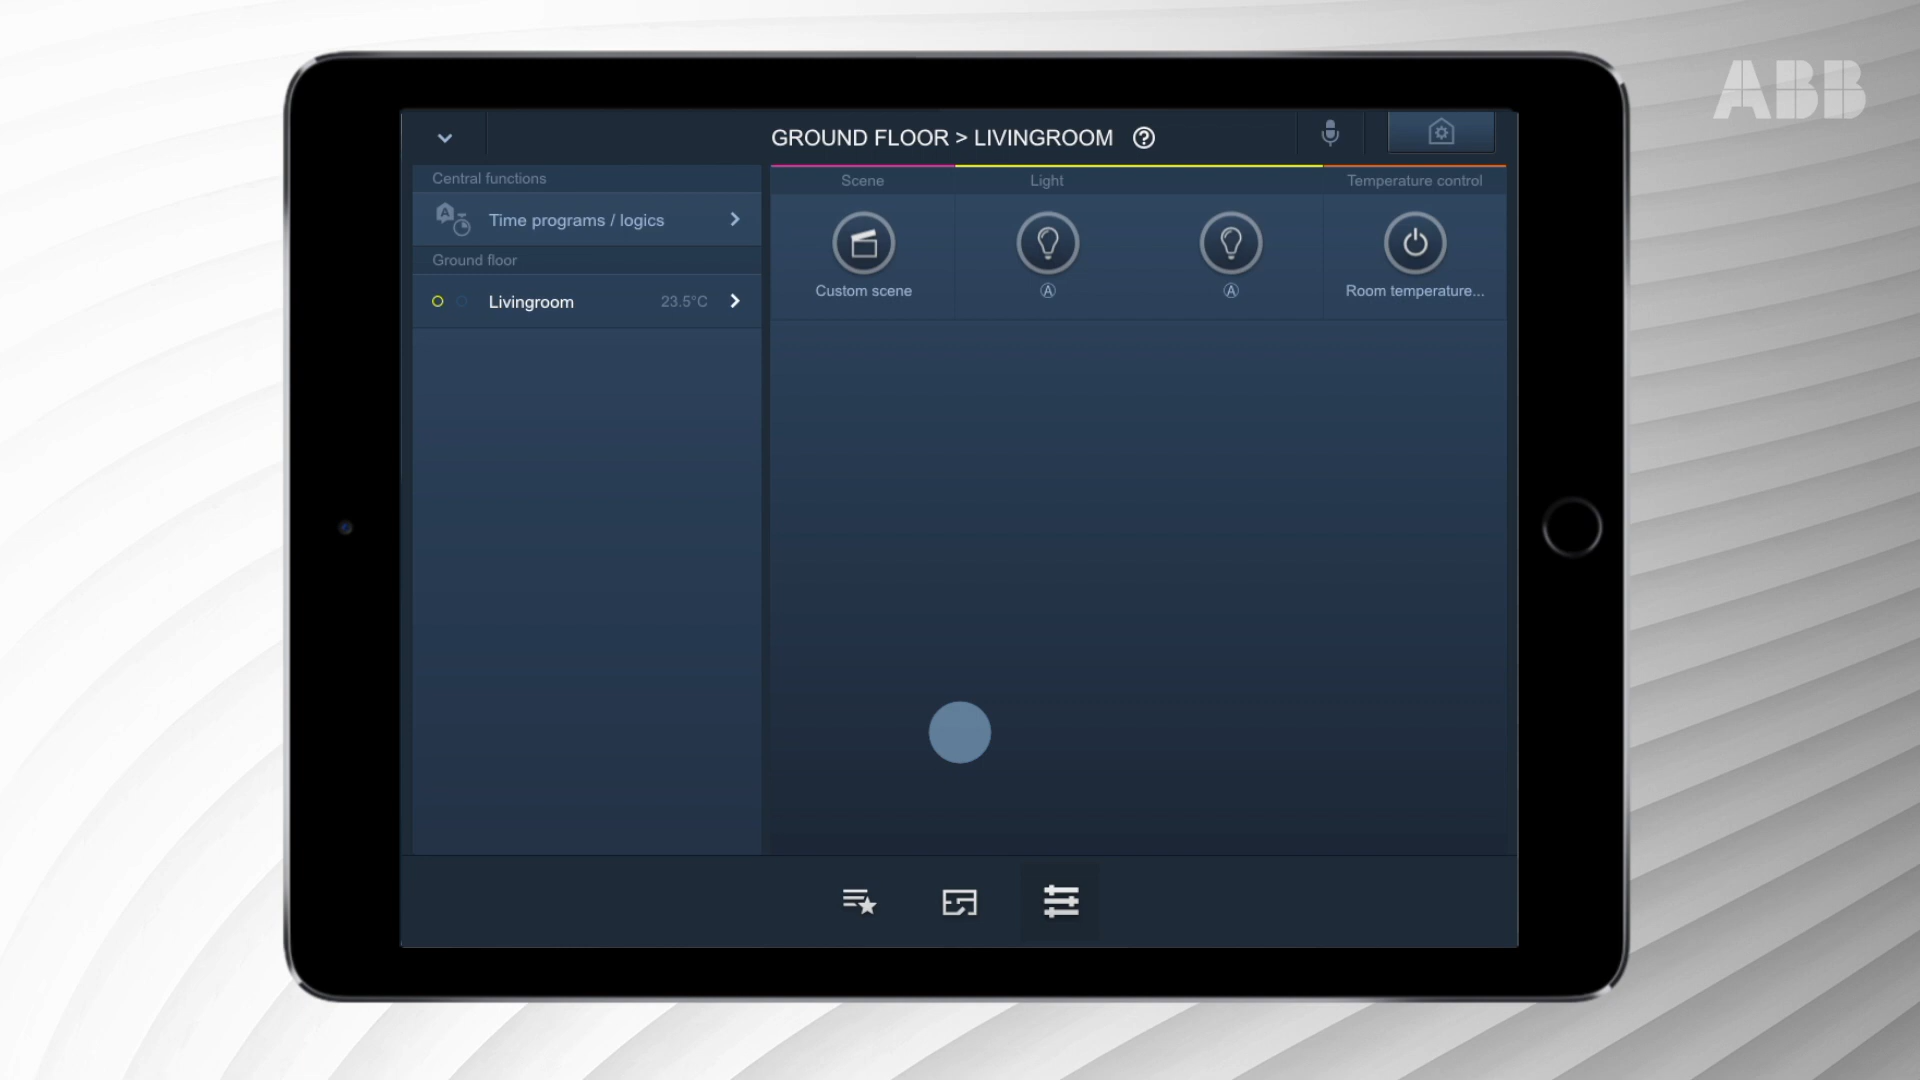 ABB
GROUND FLOOR > LIVINGROOM ?
Central functions
A
Time programs / logics
Ground floor
Livingroom 23.5°C
Scene Light Temperature control
Custom scene Ⓐ Ⓐ Room temperature...